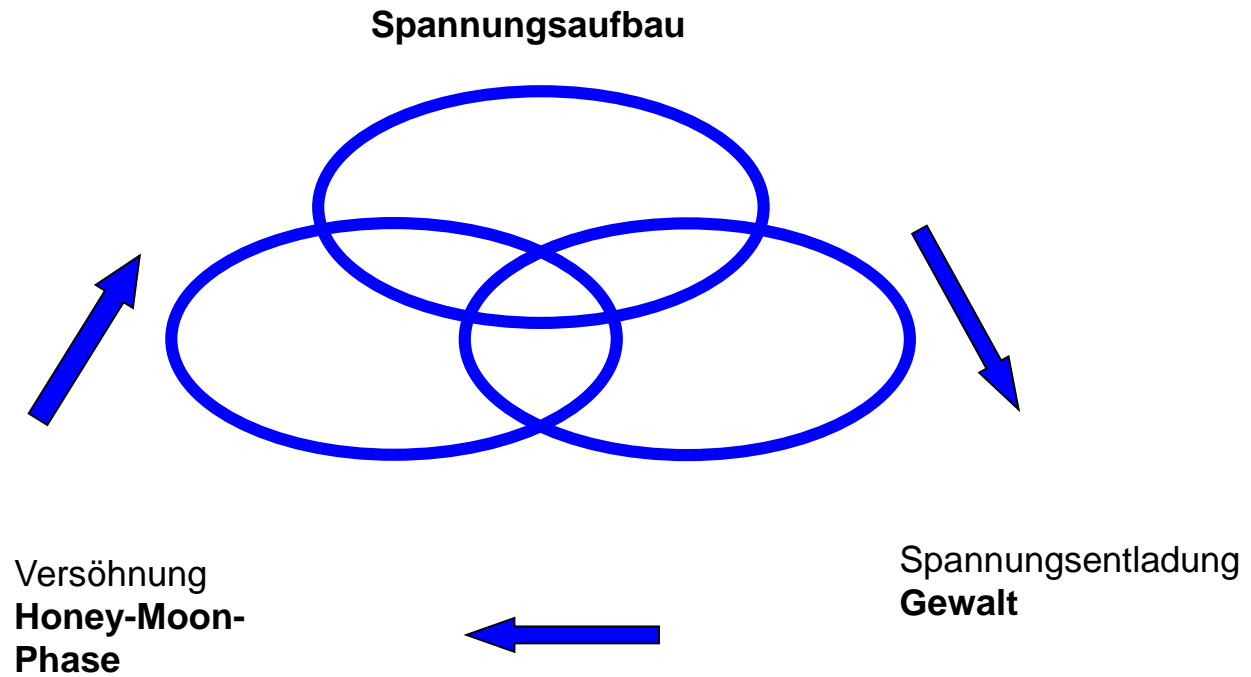 Spannungsaufbau
Versöhnung
Honey-Moon-
Phase
Spannungsentladung
Gewalt